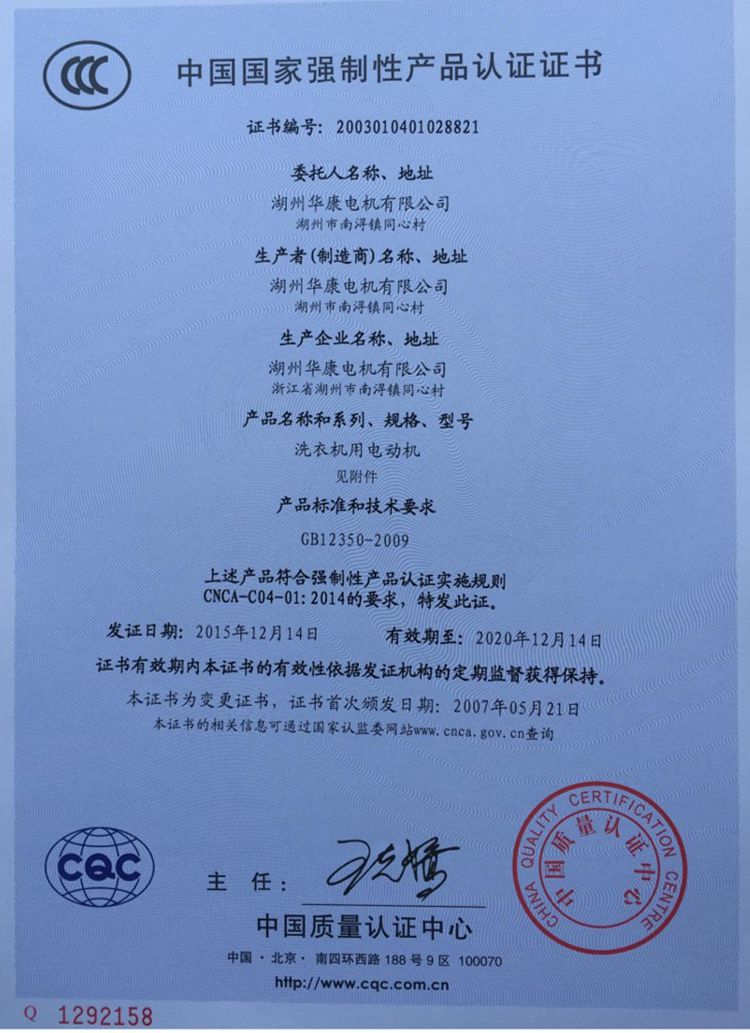 CCC
中国国家强制性产品认证证书
证书编号: 2003010401028821
委托人名称、地址
湖州华康电机有限公司
湖州市南浔镇同心村
生产者(制造商)名称、地址
湖州华康电机有限公司
湖州市南浔镇同心村
生产企业名称、地址
湖州华康电机有限公司
浙江省湖州市南浔镇同心村
产品名称和系列、规格、型号
洗衣机用电动机
见附件
产品标准和技术要求
GB12350-2009
上述产品符合强制性产品认证实施规则
CNCA-C04-01:2014的要求，特发此证。
发证日期: 2015年12月14日 有效期至: 2020年12月14日
证书有效期内本证书的有效性依据发证机构的定期监督获得保持。
本证书为变更证书，证书首次颁发日期: 2007年05月21日
本证书的相关信息可通过国家认监委网站www.cnca.gov.cn查询
CHINA QUALITY CERTIFICATION CENTRE
中国质量认证中心
CQC
主 任:
中国质量认证中心
中国·北京·南四环西路188号9区 100070
http://www.cqc.com.cn
Q 1292158